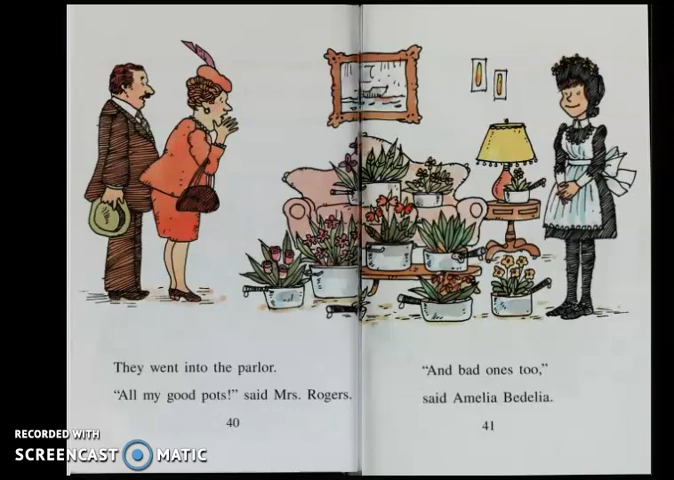 They went into the parlor.
“All my good pots!” said Mrs. Rogers.
40
“And bad ones too,”
said Amelia Bedelia.
41
RECORDED WITH
SCREENCAST MATIC